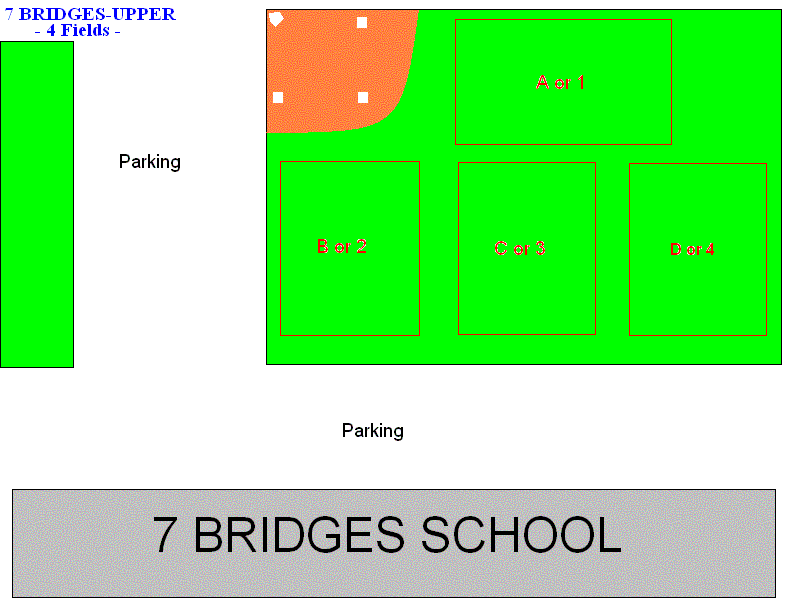 7 BRIDGES-UPPER
- 4 Fields -
A or 1
Parking
B or 2
C or 3
D or 4
Parking
7 BRIDGES SCHOOL